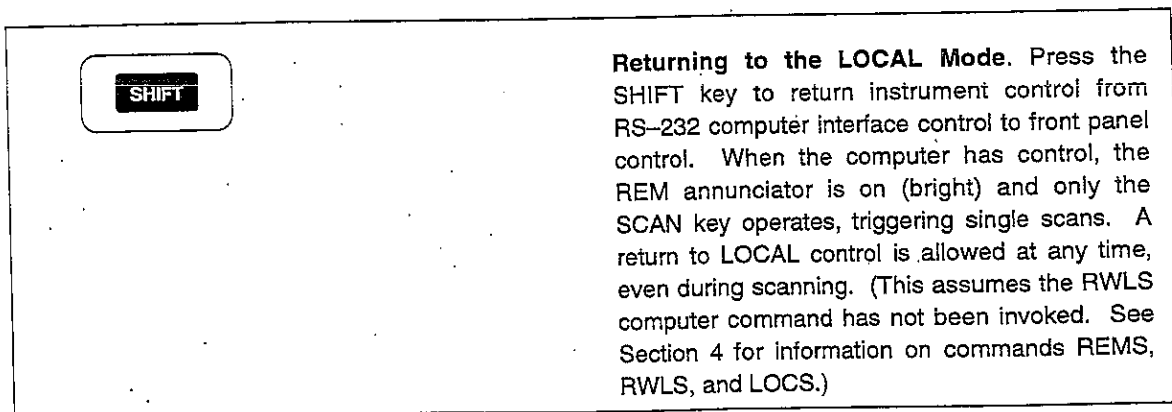 SHIFT
Returning to the LOCAL Mode. Press the
SHIFT key to return instrument control from
RS–232 computer interface control to front panel
control. When the computer has control, the
REM annunciator is on (bright) and only the
SCAN key operates, triggering single scans. A
return to LOCAL control is allowed at any time,
even during scanning. (This assumes the RWLS
computer command has not been invoked. See
Section 4 for information on commands REMS,
RWLS, and LOCS.)